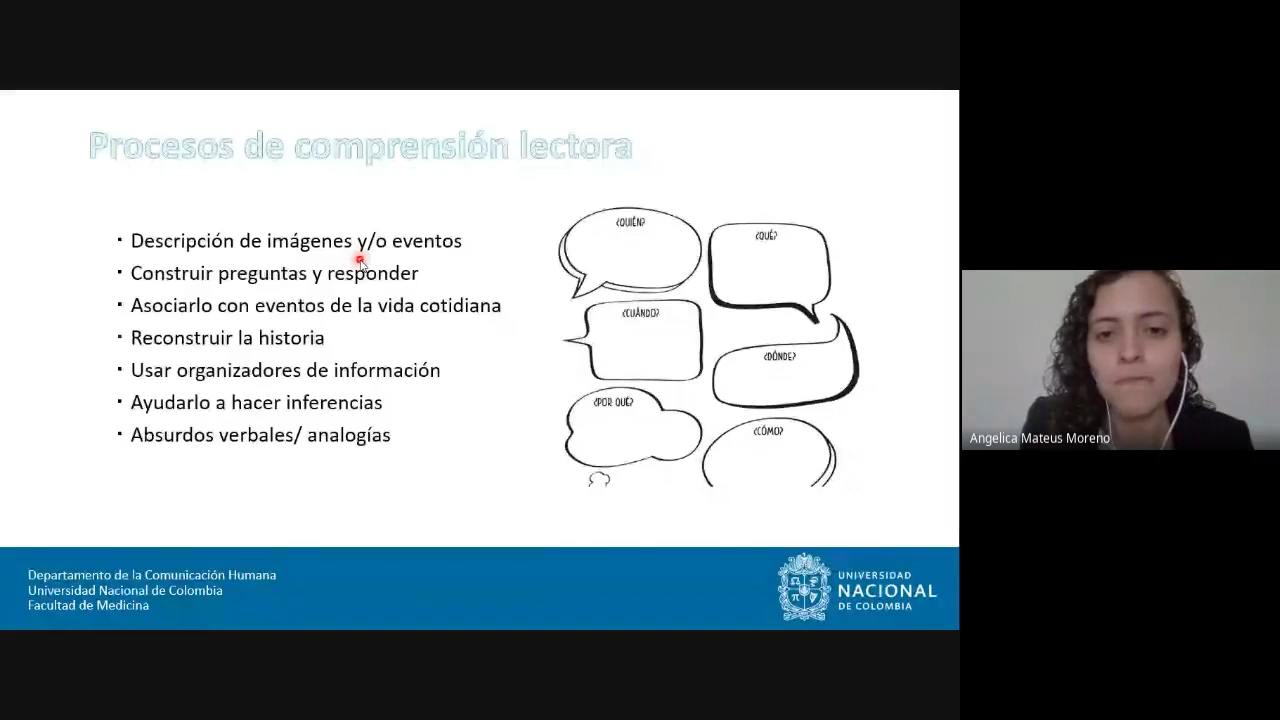 Procesos de comprensión lectora
▪ Descripción de imágenes y/o eventos
▪ Construir preguntas y responder
▪ Asociarlo con eventos de la vida cotidiana
▪ Reconstruir la historia
▪ Usar organizadores de información
▪ Ayudarlo a hacer inferencias
▪ Absurdos verbales/ analogías
¿QUIÉN?
¿QUÉ?
¿CUÁNDO?
¿DÓNDE?
¿POR QUÉ?
¿CÓMO?
Angelica Mateus Moreno
Departamento de la Comunicación Humana
Universidad Nacional de Colombia
Facultad de Medicina
UNIVERSIDAD
NACIONAL
DE COLOMBIA